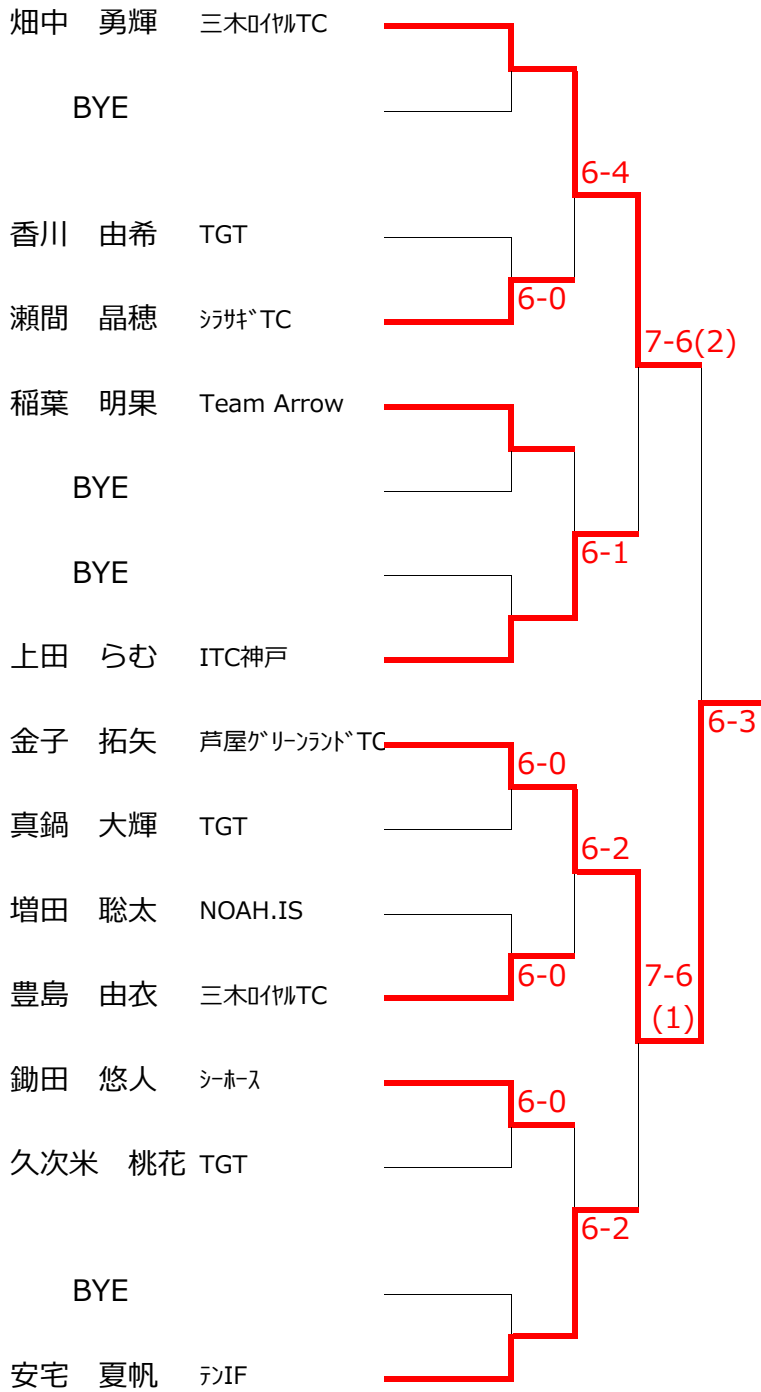 畑中　勇輝 三木ﾛｲﾔﾙTC
BYE
6-4
香川　由希 TGT
6-0
瀬間　晶穂 ｼﾗｻｷﾞTC
7-6(2)
稲葉　明果 Team Arrow
BYE
6-1
BYE
上田　らむ ITC神戸
6-3
金子　拓矢 芦屋ｸﾞﾘｰﾝﾗﾝﾄﾞTC
6-0
真鍋　大輝 TGT
6-2
増田　聡太 NOAH.IS
6-0
7-6
(1)
豊島　由衣 三木ﾛｲﾔﾙTC
鋤田　悠人 ｼｰﾎｰｽ
6-0
久次米　桃花 TGT
6-2
BYE
安宅　夏帆 ﾃﾝIF